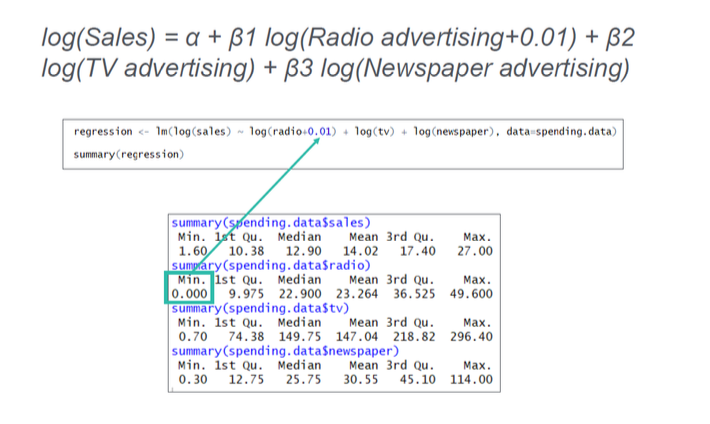 log(Sales) = α + β1 log(Radio advertising+0.01) + β2
log(TV advertising) + β3 log(Newspaper advertising)
regression <- lm(log(sales) ~ log(radio+0.01) + log(tv) + log(newspaper), data=spending.data)
summary(regression)
summary(spending.data$sales)
Min. 1st Qu. Median Mean 3rd Qu. Max.
1.60 10.38 12.90 14.02 17.40 27.00
summary(spending.data$radio)
Min. 1st Qu. Median Mean 3rd Qu. Max.
0.000 9.975 22.900 23.264 36.525 49.600
summary(spending.data$tv)
Min. 1st Qu. Median Mean 3rd Qu. Max.
0.70 74.38 149.75 147.04 218.82 296.40
summary(spending.data$newspaper)
Min. 1st Qu. Median Mean 3rd Qu. Max.
0.30 12.75 25.75 30.55 45.10 114.00